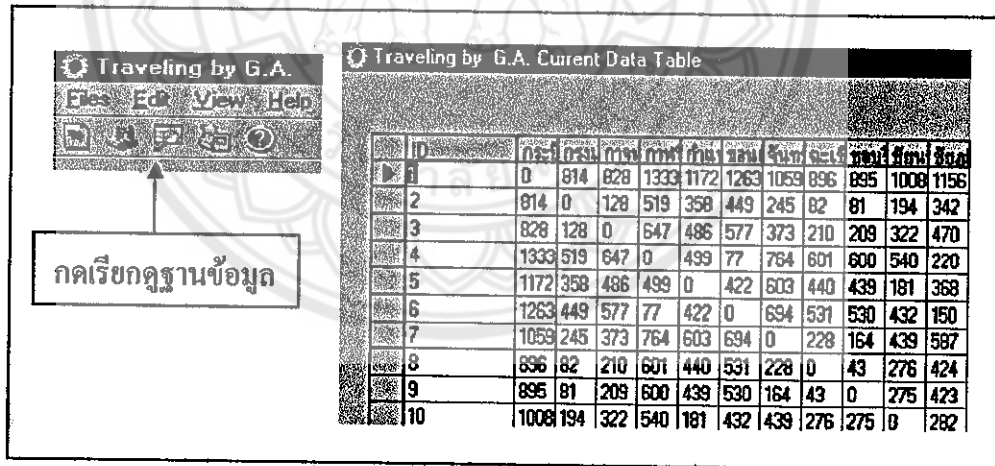 Traveling by G.A.
Files Edit View Help
กดเรียกดูฐานข้อมูล
Traveling by G.A. Current Data Table
ID
1 0 814 828 1333 1172 1263 1059 896 895 1008 1156
2 814 0 128 519 358 449 245 82 81 194 342
3 828 128 0 647 486 577 373 210 209 322 470
4 1333 519 647 0 499 77 764 601 600 540 220
5 1172 358 486 499 0 422 603 440 439 181 368
6 1263 449 577 77 422 0 694 531 530 432 150
7 1059 245 373 764 603 694 0 228 164 439 587
8 896 82 210 601 440 531 228 0 43 276 424
9 895 81 209 600 439 530 164 43 0 275 423
10 1008 194 322 540 181 432 439 276 275 0 282